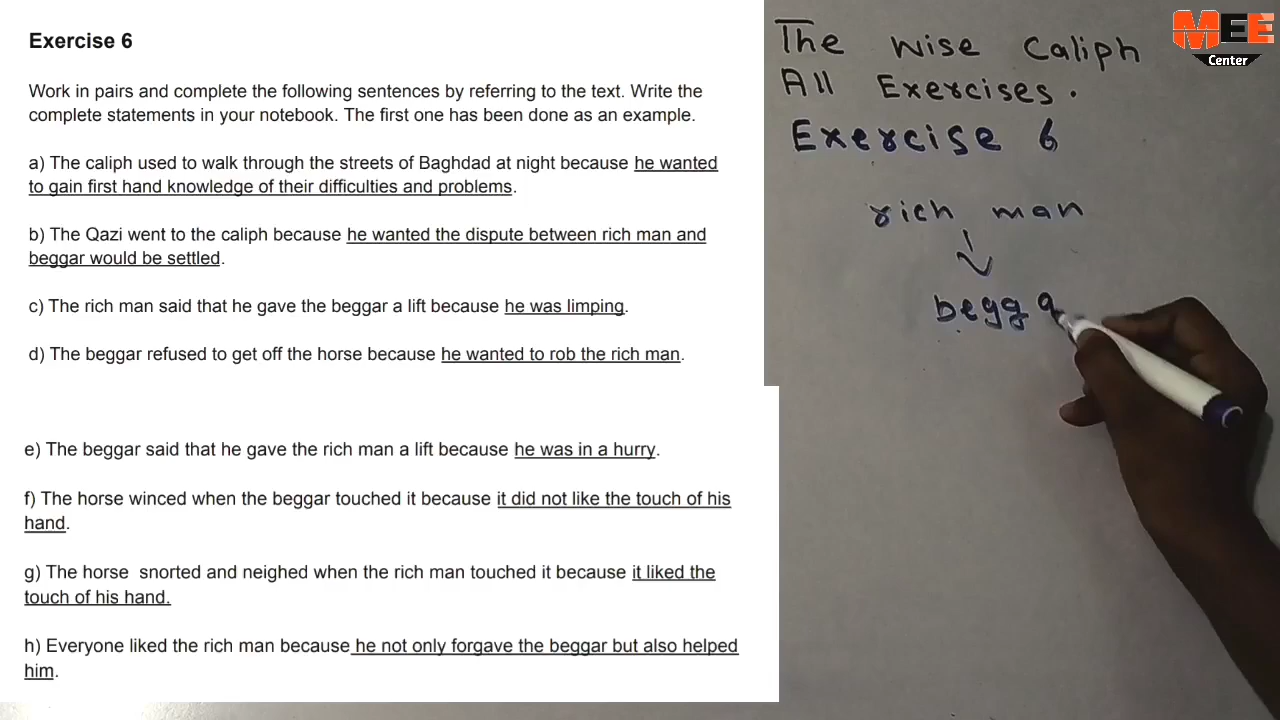 Exercise 6
Work in pairs and complete the following sentences by referring to the text. Write the
complete statements in your notebook. The first one has been done as an example.
a) The caliph used to walk through the streets of Baghdad at night because he wanted
to gain first hand knowledge of their difficulties and problems.
b) The Qazi went to the caliph because he wanted the dispute between rich man and
beggar would be settled.
c) The rich man said that he gave the beggar a lift because he was limping.
d) The beggar refused to get off the horse because he wanted to rob the rich man.
e) The beggar said that he gave the rich man a lift because he was in a hurry.
f) The horse winced when the beggar touched it because it did not like the touch of his
hand.
g) The horse snorted and neighed when the rich man touched it because it liked the
touch of his hand.
h) Everyone liked the rich man because he not only forgave the beggar but also helped
him.
The Wise Caliph
All Exercises.
Exercise 6
rich man
begga
MEE
Center